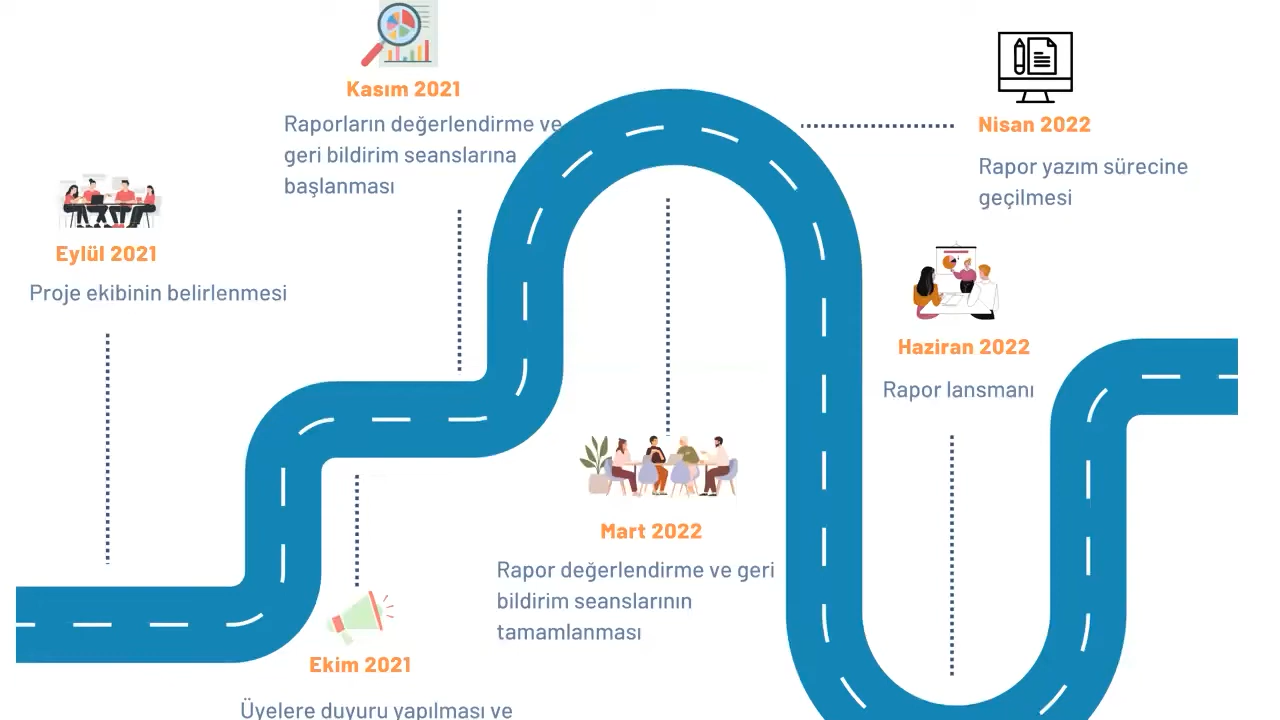 Kasım 2021
Raporların değerlendirme ve
geri bildirim seanslarına
başlanması
Nisan 2022
Rapor yazım sürecine
geçilmesi
Eylül 2021
Proje ekibinin belirlenmesi
Haziran 2022
Rapor lansmanı
Mart 2022
Rapor değerlendirme ve geri
bildirim seanslarının
tamamlanması
Ekim 2021
Üyelere duyuru yapılması ve